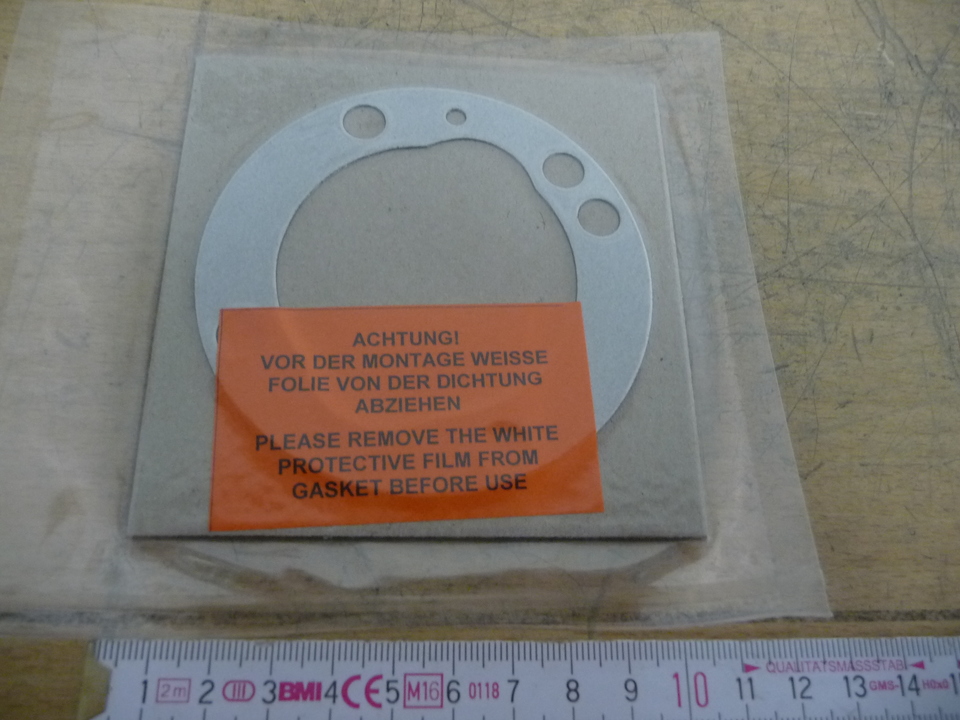 ACHTUNG!
VOR DER MONTAGE WEISSE
FOLIE VON DER DICHTUNG
ABZIEHEN
PLEASE REMOVE THE WHITE
PROTECTIVE FILM FROM
GASKET BEFORE USE
QUALITÄTSMASSSTAB
1 2m 2 III 3 BMI 4 CE 5 M16 6 0118 7 8 9 10 11 12 13 GMS 14